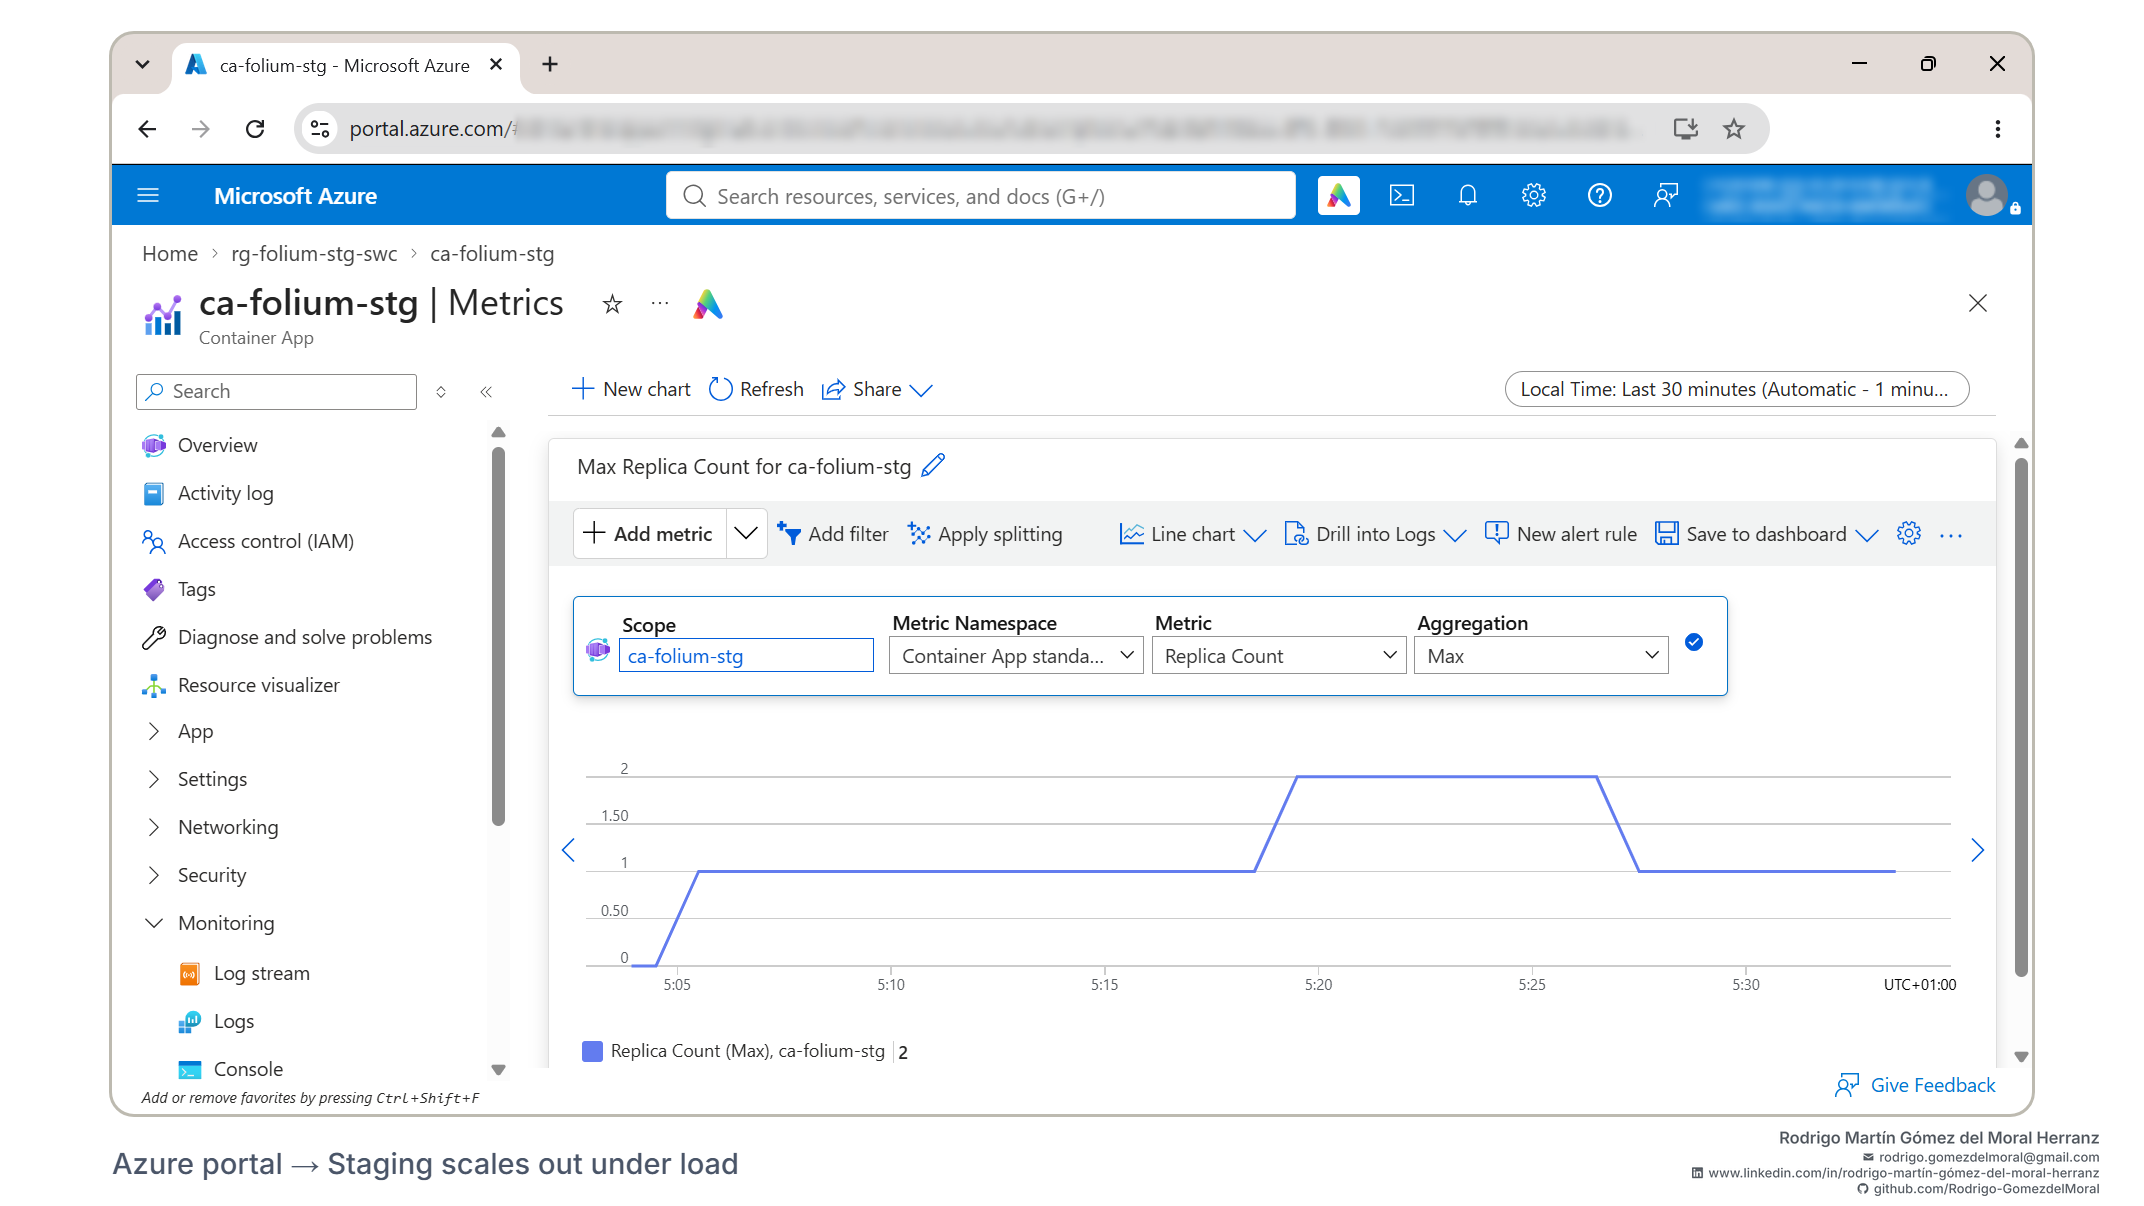 ca-folium-stg - Microsoft Azure
portal.azure.com/
Microsoft Azure
Search resources, services, and docs (G+/)
Home > rg-folium-stg-swc > ca-folium-stg
ca-folium-stg | Metrics
Container App
Search
New chart
Refresh
Share
Local Time: Last 30 minutes (Automatic - 1 minu...
Overview
Activity log
Access control (IAM)
Tags
Diagnose and solve problems
Resource visualizer
App
Settings
Networking
Security
Monitoring
Log stream
Logs
Console
Add or remove favorites by pressing Ctrl+Shift+F
Max Replica Count for ca-folium-stg
Add metric
Add filter
Apply splitting
Line chart
Drill into Logs
New alert rule
Save to dashboard
Scope
ca-folium-stg
Metric Namespace
Container App standa...
Metric
Replica Count
Aggregation
Max
2
1.50
1
0.50
0
5:05
5:10
5:15
5:20
5:25
5:30
UTC+01:00
Replica Count (Max), ca-folium-stg
2
Give Feedback
Azure portal → Staging scales out under load
Rodrigo Martín Gómez del Moral Herranz
rodrigo.gomezdelmoral@gmail.com
www.linkedin.com/in/rodrigo-martín-gómez-del-moral-herranz
github.com/Rodrigo-GomezdelMoral